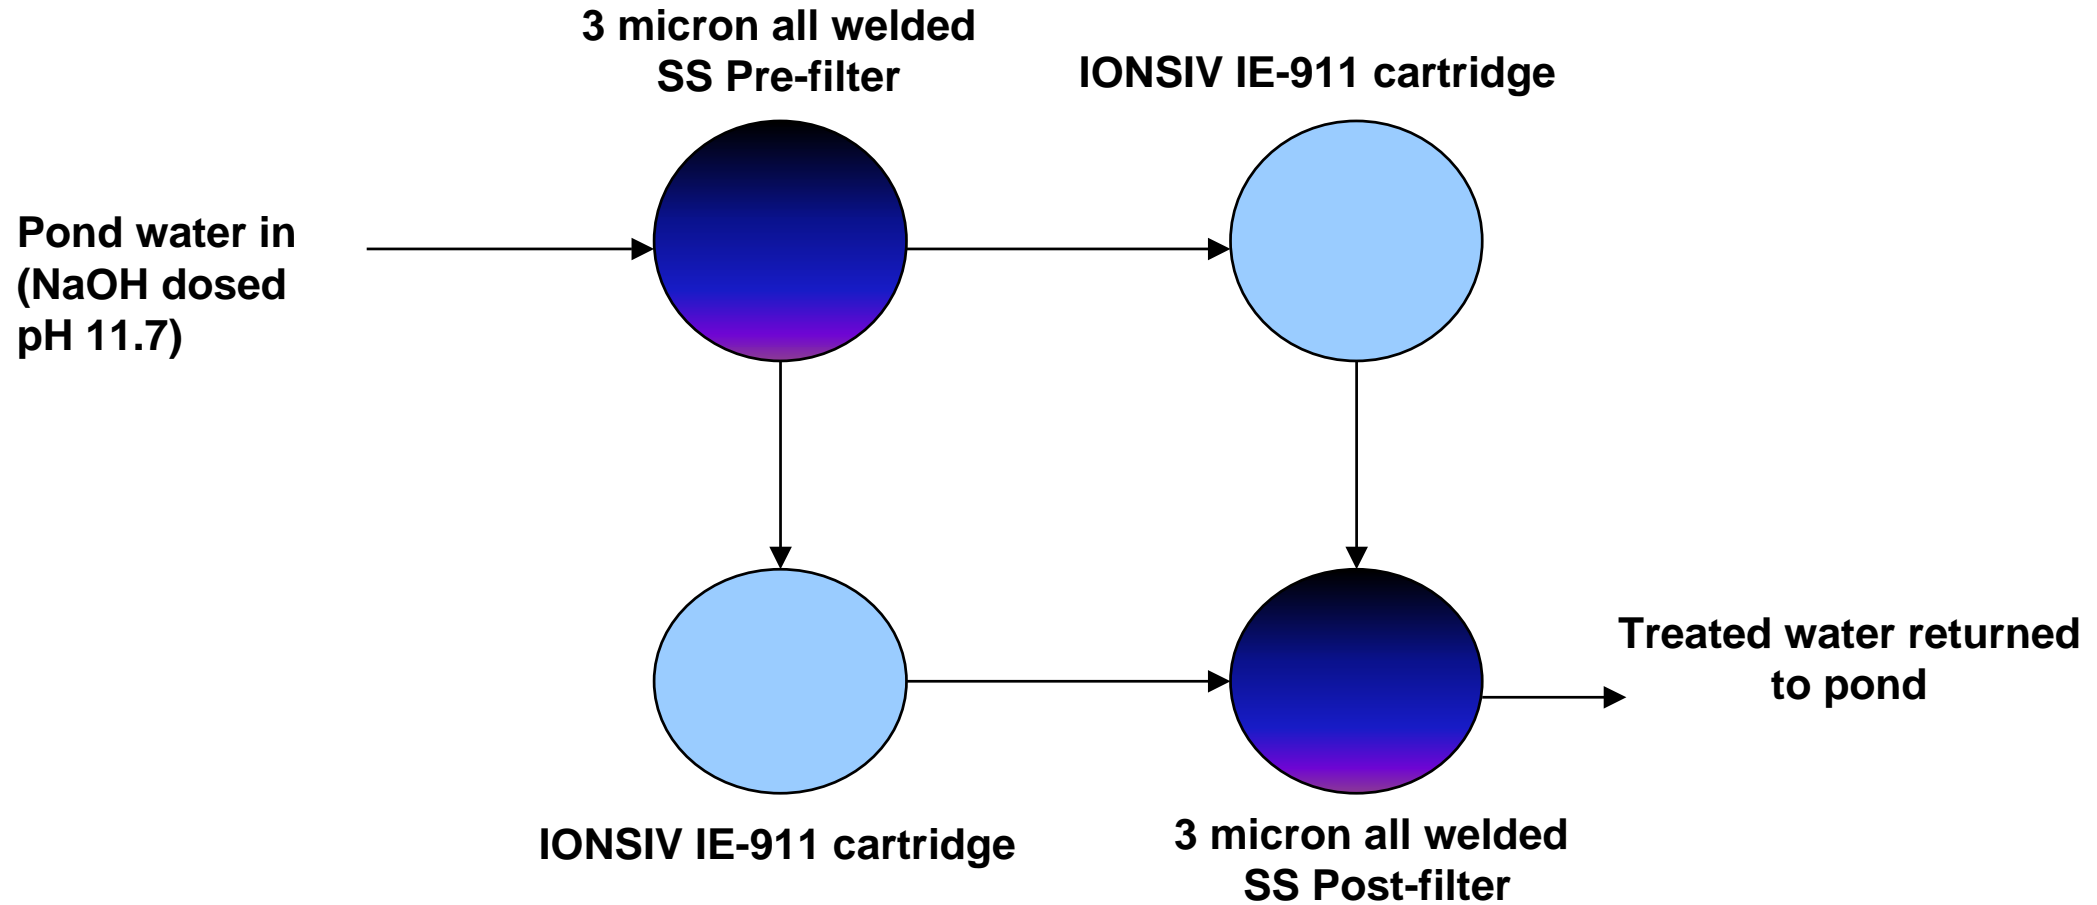 3 micron all welded
SS Pre-filter
IONSIV IE-911 cartridge
Pond water in
(NaOH dosed
pH 11.7)
Treated water returned
to pond
IONSIV IE-911 cartridge
3 micron all welded
SS Post-filter